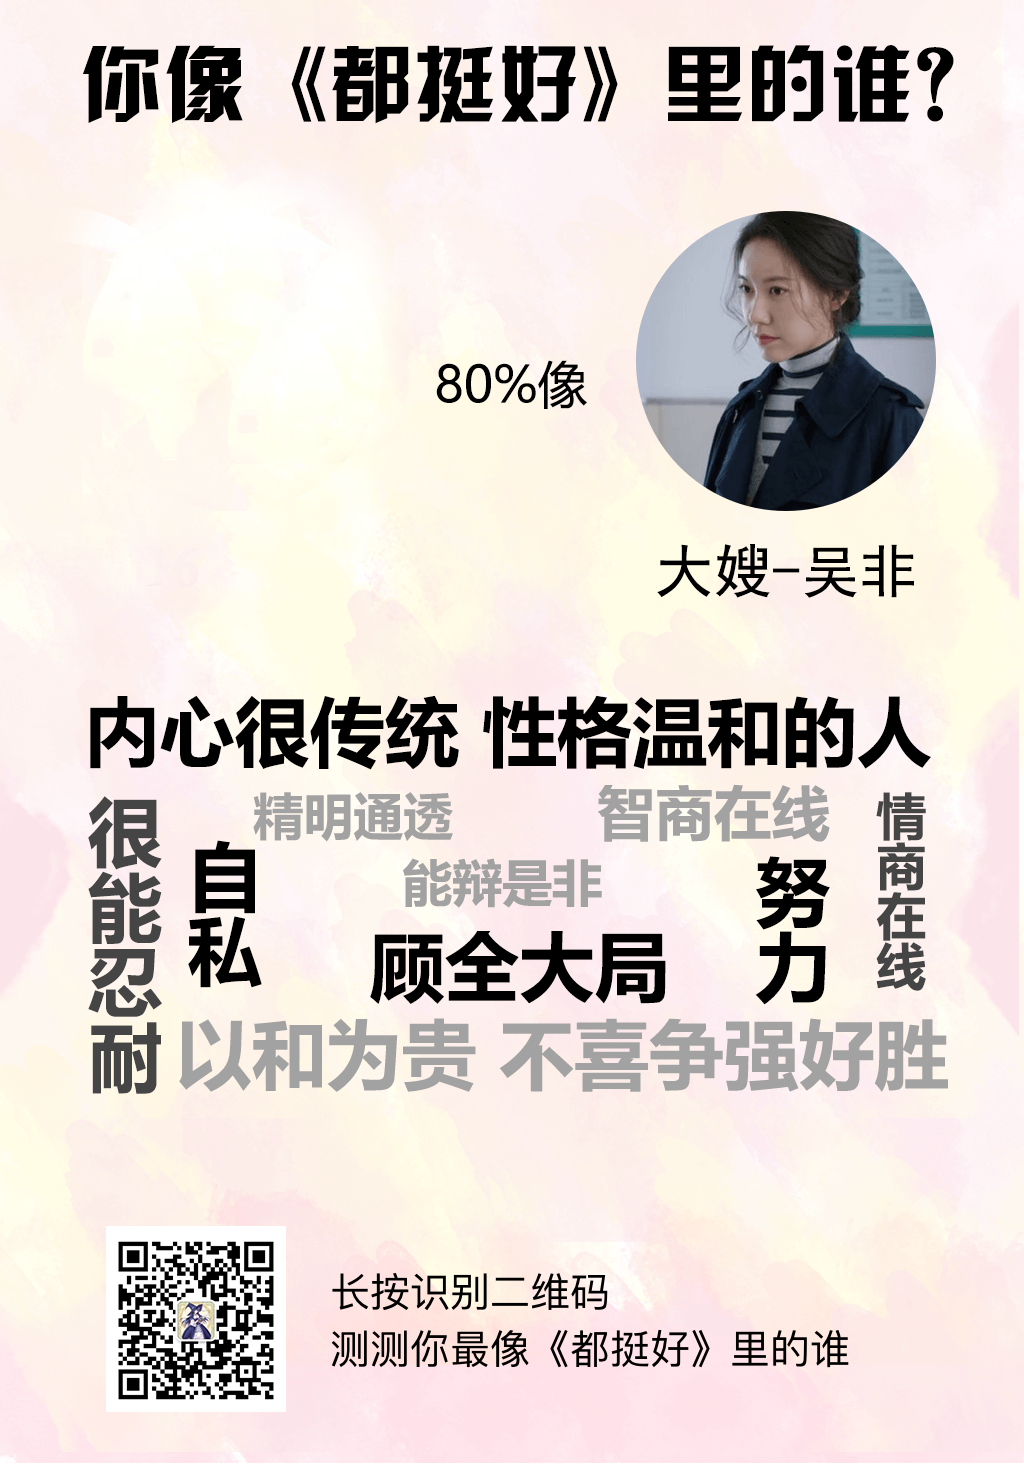 你像《都挺好》里的谁?
80%像
大嫂-吴非
内心很传统 性格温和的人
很能忍耐
自私
精明通透
能辩是非
智商在线
努力
情商在线
顾全大局
以和为贵 不喜争强好胜
长按识别二维码
测测你最像《都挺好》里的谁